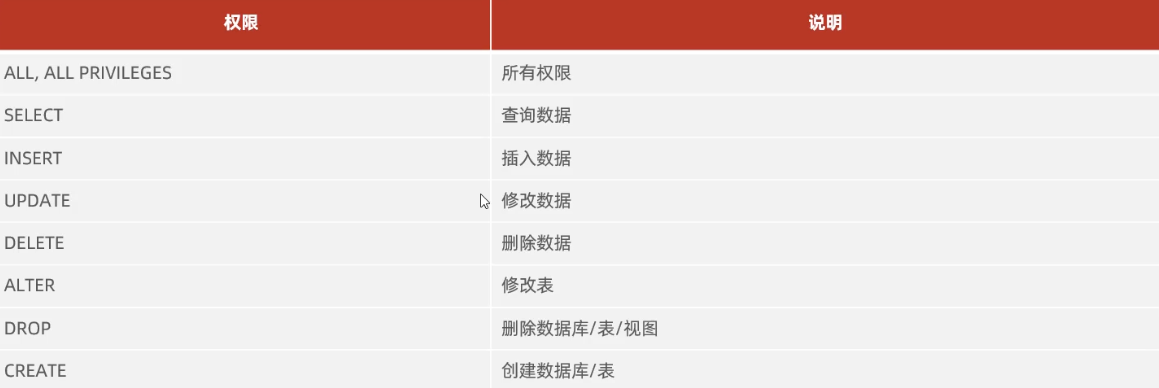 权限 说明
ALL, ALL PRIVILEGES 所有权限
SELECT 查询数据
INSERT 插入数据
UPDATE 修改数据
DELETE 删除数据
ALTER 修改表
DROP 删除数据库/表/视图
CREATE 创建数据库/表